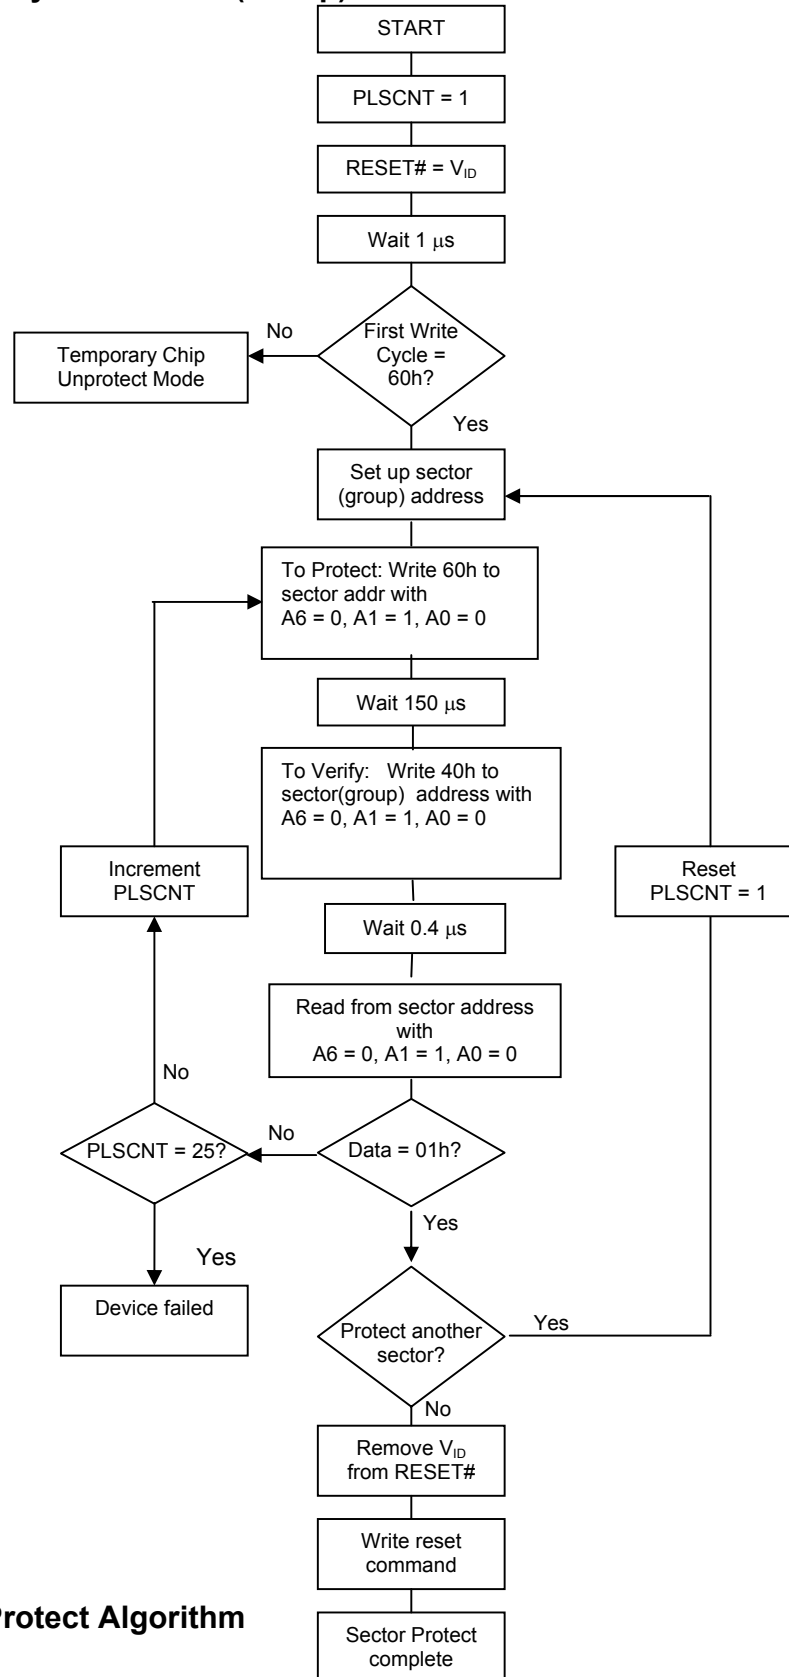 START
PLSCNT = 1
RESET# = VID
Wait 1 µs
First Write
Cycle =
60h?
No
Temporary Chip
Unprotect Mode
Yes
Set up sector
(group) address
To Protect: Write 60h to
sector addr with
A6 = 0, A1 = 1, A0 = 0
Wait 150 µs
To Verify: Write 40h to
sector(group) address with
A6 = 0, A1 = 1, A0 = 0
Increment
PLSCNT
Reset
PLSCNT = 1
Wait 0.4 µs
Read from sector address
with
A6 = 0, A1 = 1, A0 = 0
No
PLSCNT = 25?
No
Data = 01h?
Yes
Yes
Device failed
Protect another
sector?
Yes
No
Remove VID
from RESET#
Write reset
command
Protect Algorithm
Sector Protect
complete